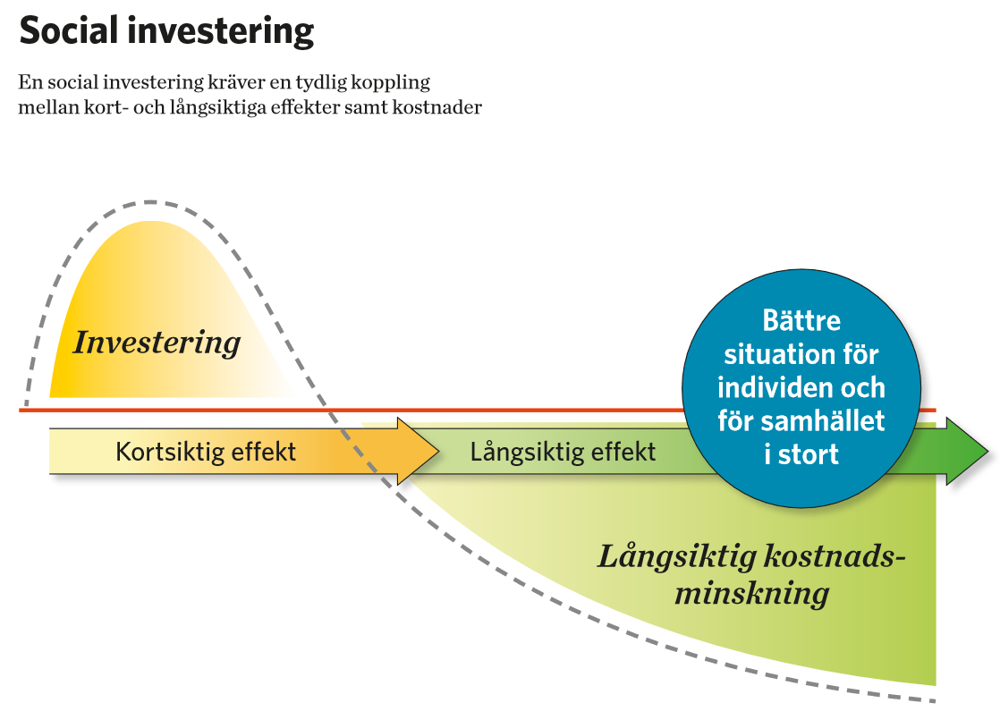 Social investering
En social investering kräver en tydlig koppling
mellan kort- och långsiktiga effekter samt kostnader
Investering
Bättre
situation för
individen och
för samhället
i stort
Kortsiktig effekt
Långsiktig effekt
Långsiktig kostnads-
minskning